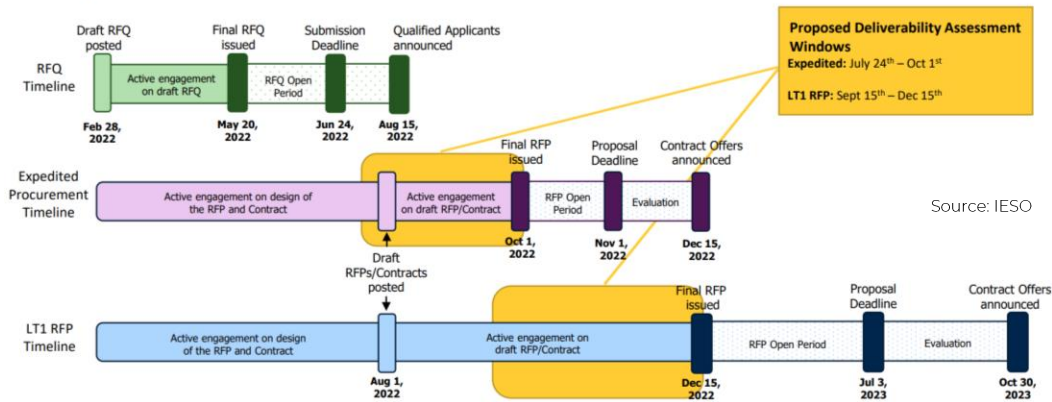 Draft RFQ
posted
Final RFQ
issued
Submission
Deadline
Qualified Applicants
announced
RFQ
Timeline
Active engagement
on draft RFQ
RFQ Open
Period
Feb 28,
2022
May 20,
2022
Jun 24,
2022
Aug 15,
2022
Proposed Deliverability Assessment
Windows
Expedited: July 24th – Oct 1st
LT1 RFP: Sept 15th – Dec 15th
Final RFP
issued
Proposal
Deadline
Contract Offers
announced
Expedited
Procurement
Timeline
Active engagement on design of
the RFP and Contract
Active engagement
on draft RFP/Contract
RFP Open
Period
Evaluation
Source: IESO
Oct 1,
2022
Nov 1,
2022
Dec 15,
2022
Draft
RFPs/Contracts
posted
Final RFP
issued
Proposal
Deadline
Contract Offers
announced
LT1 RFP
Timeline
Active engagement on design
of the RFP and Contract
Active engagement on
draft RFP/Contract
RFP Open Period
Evaluation
Aug 1,
2022
Dec 15,
2022
Jul 3,
2023
Oct 30,
2023